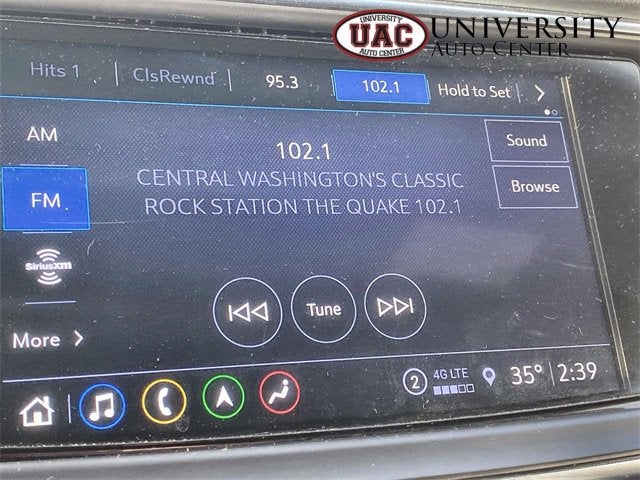 UNIVERSITY
UAC
AUTO CENTER
UNIVERSITY
AUTO CENTER
Hits 1
ClsRewnd
95.3
102.1
Hold to Set
AM
FM
SiriusXM
More
102.1
CENTRAL WASHINGTON'S CLASSIC
ROCK STATION THE QUAKE 102.1
Sound
Browse
Tune
2
4G LTE
35°
2:39